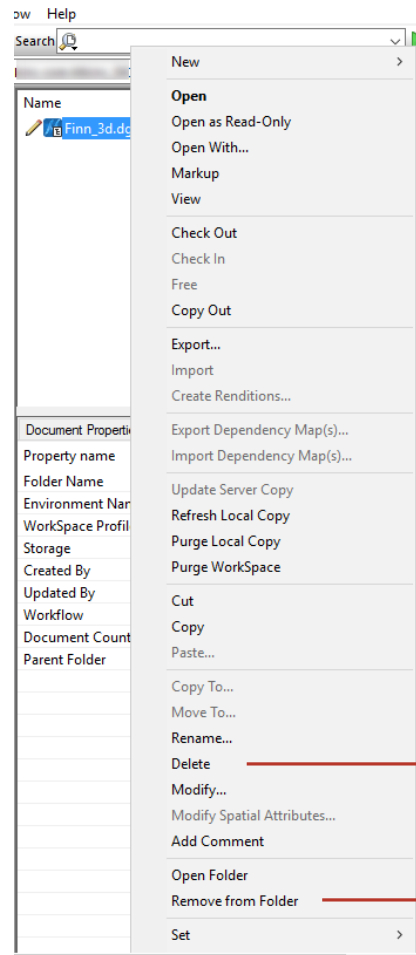 ow Help
Search
New
Name
Open
Finn_3d.dg
Open as Read-Only
Open With...
Markup
View
Check Out
Check In
Free
Copy Out
Export...
Import
Create Renditions...
Document Properti
Export Dependency Map(s)...
Property name
Import Dependency Map(s)...
Folder Name
Update Server Copy
Environment Nan
Refresh Local Copy
WorkSpace Profil
Purge Local Copy
Storage
Purge WorkSpace
Created By
Updated By
Cut
Workflow
Copy
Document Count
Paste...
Parent Folder
Copy To...
Move To...
Rename...
Delete
Modify...
Modify Spatial Attributes...
Add Comment
Open Folder
Remove from Folder
Set